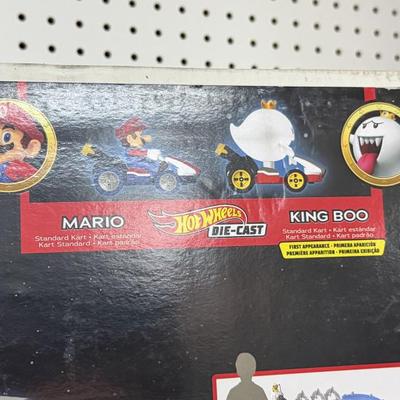 MARIO
Standard Kart • Kart estándar
Kart Standard • Kart padrão
HOT WHEELS
DIE-CAST
KING BOO
Standard Kart • Kart estándar
Kart Standard • Kart padrão
FIRST APPEARANCE • PRIMERA APARICIÓN
PREMIÈRE APPARITION • PRIMEIRA EXIBIÇÃO